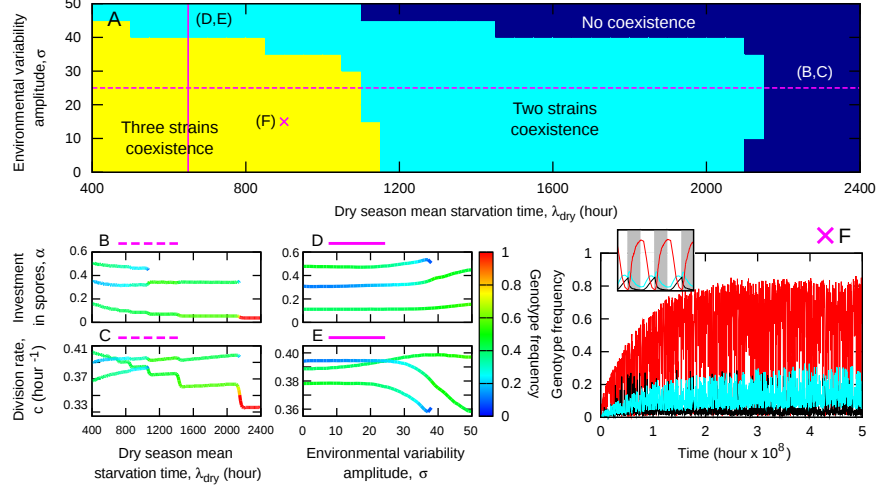 50
40
30
20
10
0
Environmental variability
amplitude, σ
A
(D,E)
No coexistence
(B,C)
Three strains
coexistence
(F)
Two strains
coexistence
400 800 1200 1600 2000 2400
Dry season mean starvation time, λdry (hour)
B
0.6
0.4
0.2
0
Investment
in spores, α
C
0.41
0.37
0.33
Division rate,
c (hour -1)
400 800 1200 1600 2000 2400
Dry season mean
starvation time, λdry (hour)
D
0.6
0.4
0.2
0
E
0.40
0.38
0.36
0 10 20 30 40 50
Environmental variability
amplitude, σ
1
0.8
0.6
0.4
0.2
0
Genotype frequency
F
1
0.8
0.6
0.4
0.2
0
Genotype frequency
0 1 2 3 4 5
Time (hour x 10^8)